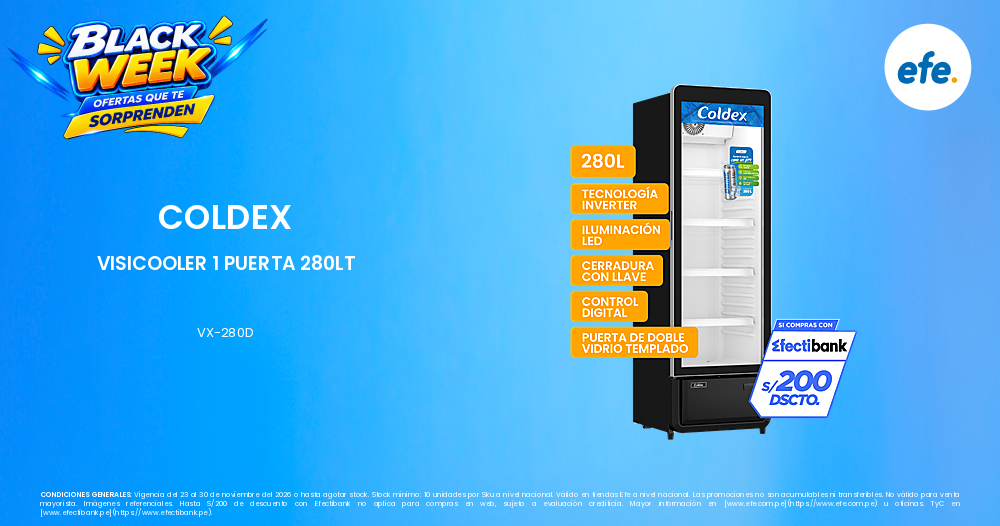 BLACK
WEEK
OFERTAS QUE TE
SORPRENDEN
efe.
COLDEX
VISICOOLER 1 PUERTA 280LT
VX-280D
Coldex
280L
TECNOLOGÍA
INVERTER
ILUMINACIÓN
LED
CERRADURA
CON LLAVE
CONTROL
DIGITAL
PUERTA DE DOBLE
VIDRIO TEMPLADO
SI COMPRAS CON
Efectibank
S/200
DSCTO.
CONDICIONES GENERALES: Vigencia del 23 al 30 de noviembre del 2026 o hasta agotar stock. Stock mínimo: 10 unidades por Sku a nivel nacional. Válido en tiendas Efe a nivel nacional. Las promociones no son acumulables ni transferibles. No válido para venta
mayorista. Imágenes referenciales. Hasta S/200 de descuento con Efectibank no aplica para compras en web, sujeto a evaluación crediticia. Mayor información en [www.efe.com.pe](https://www.efe.com.pe) u oficinas. TyC en
[www.efectibank.pe](https://www.efectibank.pe).